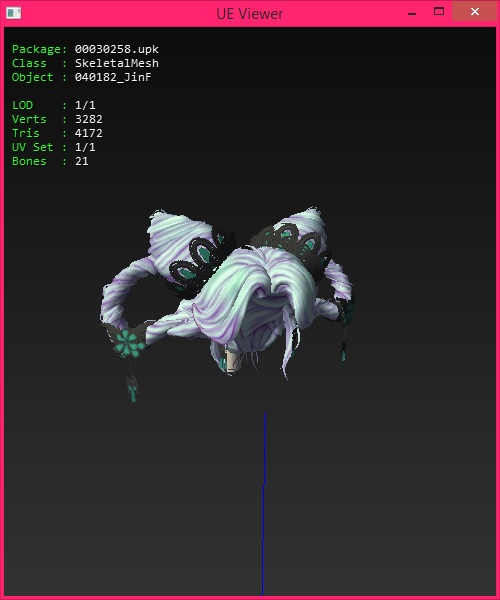 UE Viewer
Package: 00030258.upk
Class  : SkeletalMesh
Object : 040182_JinF
LOD    : 1/1
Verts  : 3282
Tris   : 4172
UV Set : 1/1
Bones  : 21